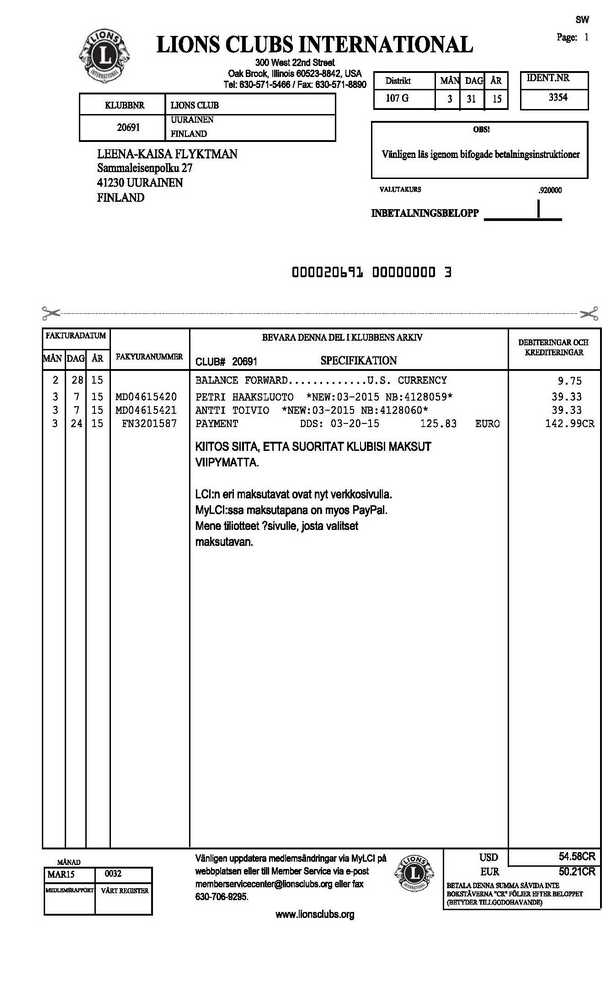 SW
LIONS CLUBS INTERNATIONAL
Page: 1
300 West 22nd Street
Oak Brook, Illinois 60523-8842, USA
Tel: 630-571-5466 / Fax: 630-571-8890
LIONS
INTERNATIONAL
Distrikt MÅN DAG ÅR IDENT.NR
107 G 3 31 15 3354
KLUBBNR LIONS CLUB
20691 UURAINEN
FINLAND
OBS!
Vänligen läs igenom bifogade betalningsinstruktioner
LEENA-KAISA FLYKTMAN
Sammaleisenpolku 27
41230 UURAINEN
FINLAND
VALUTAKURS .920000
INBETALNINGSBELOPP
000020691 00000000 3
FAKTURADATUM BEVARA DENNA DEL I KLUBBENS ARKIV DEBITERINGAR OCH
KREDITERINGAR
MÅN DAG ÅR FAKYURANUMMER CLUB# 20691 SPECIFIKATION
2 28 15 BALANCE FORWARD.............U.S. CURRENCY 9.75
3 7 15 MD04615420 PETRI HAAKSLUOTO *NEW:03-2015 NB:4128059* 39.33
3 7 15 MD04615421 ANTTI TOIVIO *NEW:03-2015 NB:4128060* 39.33
3 24 15 FN3201587 PAYMENT DDS: 03-20-15 125.83 EURO 142.99CR
KIITOS SIITA, ETTA SUORITAT KLUBISI MAKSUT
VIIPYMATTA.
LCI:n eri maksutavat ovat nyt verkkosivulla.
MyLCI:ssa maksutapana on myos PayPal.
Mene tiliotteet ?sivulle, josta valitset
maksutavan.
MÅNAD
MAR15 0032
MEDLEMSRAPPORT VÅRT REGISTER
Vänligen uppdatera medlemsändringar via MyLCI på
webbplatsen eller till Member Service via e-post
memberservicecenter@lionsclubs.org eller fax
630-706-9295.
www.lionsclubs.org
LIONS
INTERNATIONAL
USD 54.58CR
EUR 50.21CR
BETALA DENNA SUMMA SÅVIDA INTE
BOKSTÄVERNA "CR" FÖLJER EFTER BELOPPET
(BETYDER TILLGODOHAVANDE)